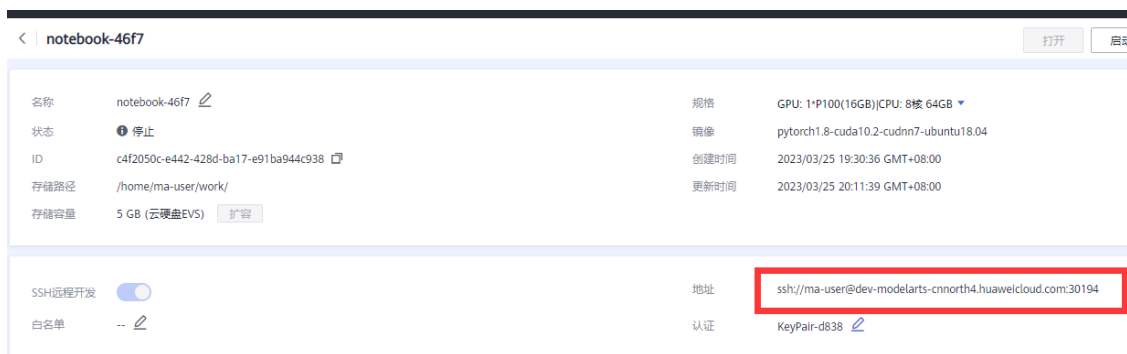 notebook-46f7
打开
启动
名称 notebook-46f7
规格 GPU: 1*P100(16GB)|CPU: 8核 64GB
状态 停止
镜像 pytorch1.8-cuda10.2-cudnn7-ubuntu18.04
ID c4f2050c-e442-428d-ba17-e91ba944c938
创建时间 2023/03/25 19:30:36 GMT+08:00
存储路径 /home/ma-user/work/
更新时间 2023/03/25 20:11:39 GMT+08:00
存储容量 5 GB (云硬盘EVS) 扩容
SSH远程开发
地址 ssh://ma-user@dev-modelarts-cnnorth4.huaweicloud.com:30194
白名单 --
认证 KeyPair-d838